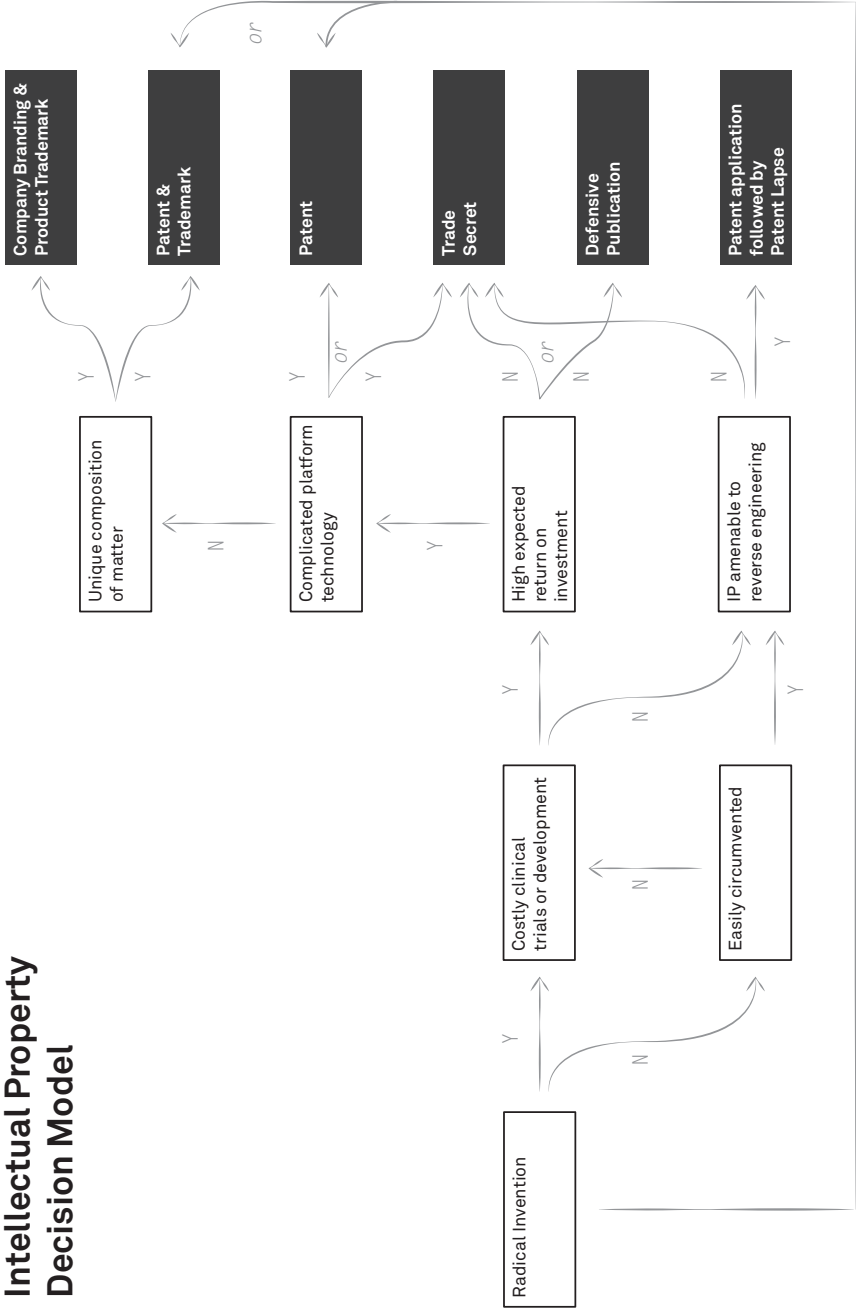 Intellectual Property
Decision Model
Radical Invention
Y
N
Costly clinical
trials or development
N
Easily circumvented
Y
N
Y
Unique composition
of matter
N
Complicated platform
technology
Y
High expected
return on
investment
IP amenable to
reverse engineering
Y
Y
Y
or
Y
N
or
N
N
Y
Company Branding &
Product Trademark
Patent &
Trademark
Patent
Trade
Secret
Defensive
Publication
Patent application
followed by
Patent Lapse
or